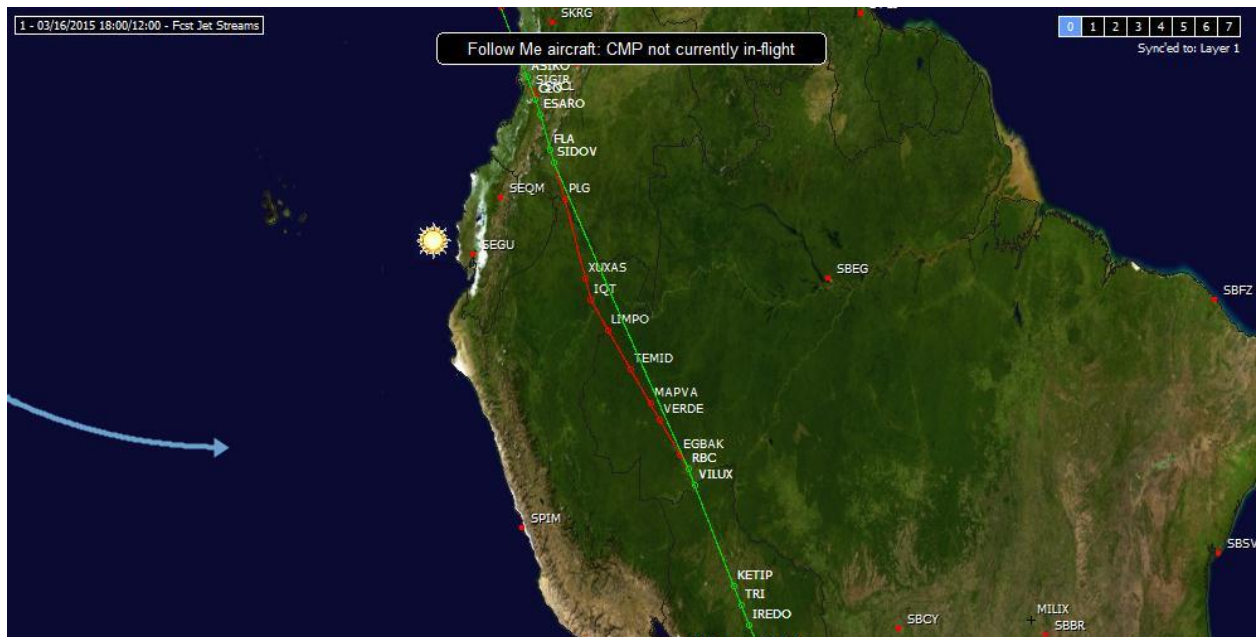 SKRG
1 - 03/16/2015 18:00/12:00 - Fcst Jet Streams
0 1 2 3 4 5 6 7
Sync'ed to: Layer 1
Follow Me aircraft: CMP not currently in-flight
ASIRO
SIGIR
ESARO
FLA
SIDOV
SEQM
PLG
SEGU
XUXAS
SBEG
IQT
SBFZ
LIMPO
TEMID
MAPVA
VERDE
EGBAK
RBC
VILUX
SPIM
SBSV
KETIP
TRI
MILIX
IREDO
SBCY
SBBR